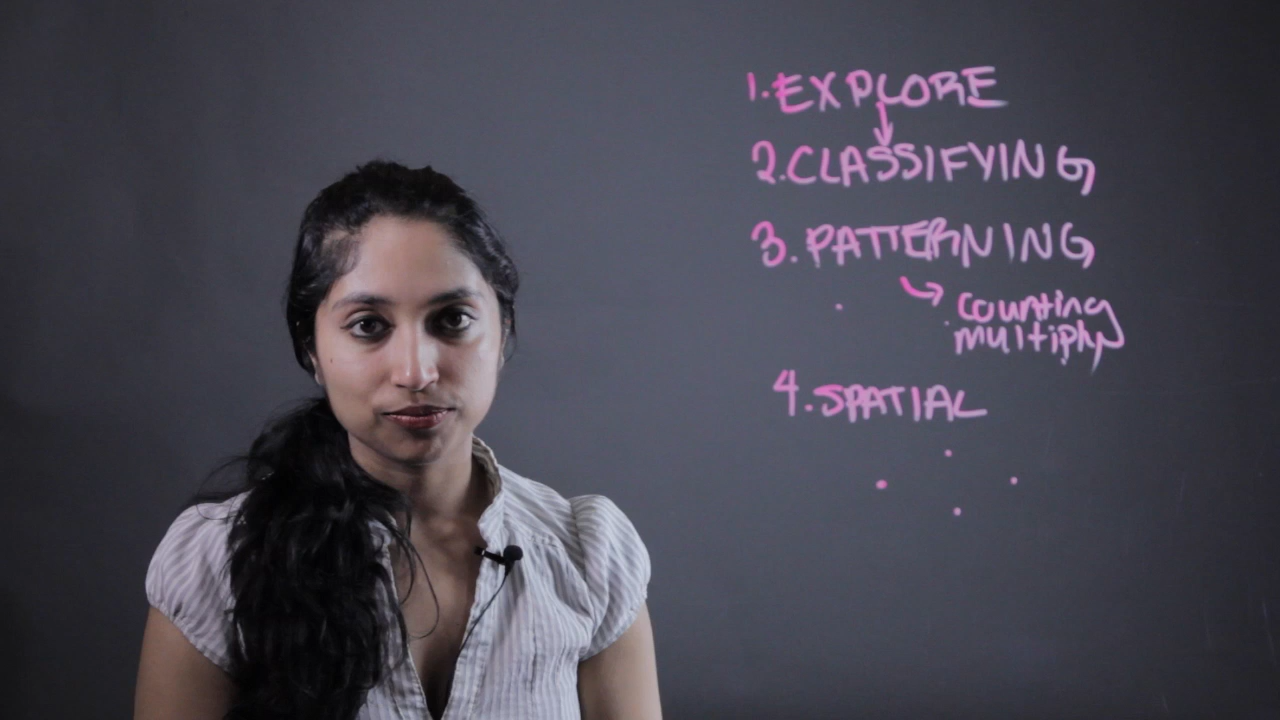 1. EXPLORE
2. CLASSIFYING
3. PATTERNING
counting
multiply
4. SPATIAL